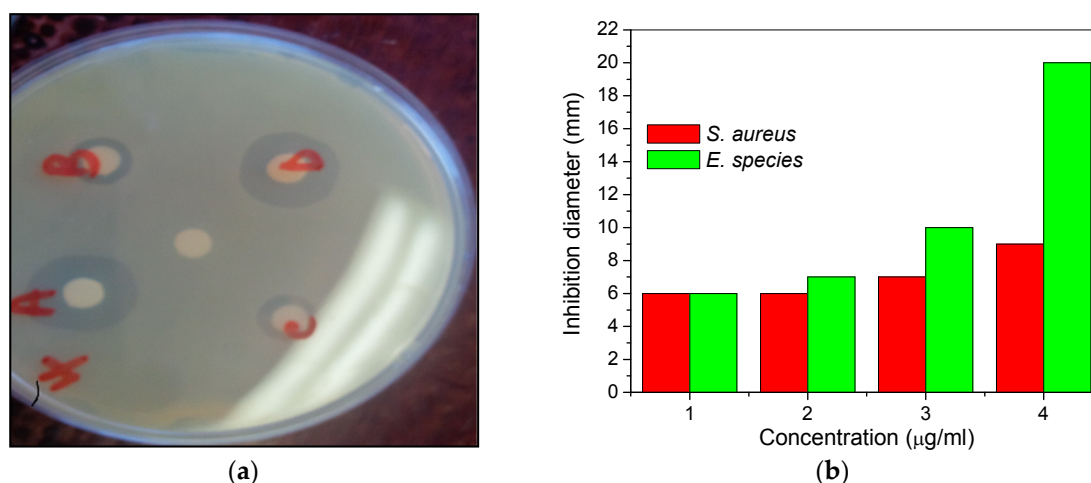 B
D
A
C
X
22
20
18
16
14
12
10
8
6
4
2
0
Inhibition diameter (mm)
S. aureus
E. species
1 2 3 4
Concentration (μg/ml)
(a) (b)